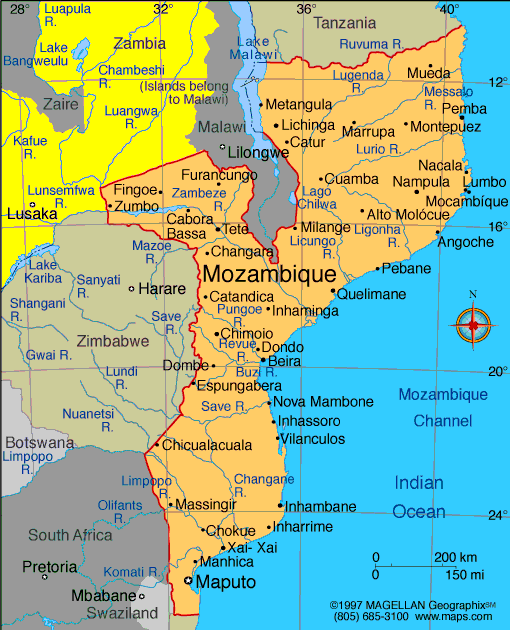 28°
32
36
40°
Luapula
R.
Tanzania
Lake
Bangweulu
Zambia
Lake
Malawi
Ruvuma R.
Chambeshi
R.
(Islands belong
to Malawi)
Lugenda
R.
Mueda
12°
Messalo
R.
Zaire
Luangwa
R.
Metangula
Pemba
Malawi
Lichinga
Marrupa
Montepuez
Kafue
R.
Catur
Lilongwe
Lurio R.
Furancungo
Nacala
Lunsemfwa
R.
Fingoe
Zambeze
R.
Cuamba
Nampula
Lumbo
Lago
Chilwa
Mocambíque
Zumbo
Lusaka
Cabora
Bassa
Alto Molócue
Tete
Milange
Ligonha
R.
16°
Licungo
R.
Angoche
Mazoe
R.
Changara
Lake
Kariba
Mozambique
Pebane
Sanyati
R.
Harare
Quelimane
Shangani
R.
Catandica
Save
R.
Pungoe
R.
Inhaminga
N
Chimoio
Zimbabwe
Revue
R.
Dondo
Gwai R.
Beira
Dombe
Buzi R.
20°
Lundi
R.
Espungabera
Mozambique
Channel
Nuanetsi
R.
Save R.
Nova Mambone
Inhassoro
Vilanculos
Botswana
Chicualacuala
Limpopo
R.
Limpopo
R.
Changane
R.
Indian
Ocean
Olifants
R.
Massingir
Inhambane
24°
South Africa
Chokue
Inharrime
Xal- Xai
Pretoria
Komati R.
Manhica
0
200 km
Maputo
0
150 mi
Mbabane
Swaziland
©1997 MAGELLAN Geographix℠
(805) 685-3100 www.maps.com